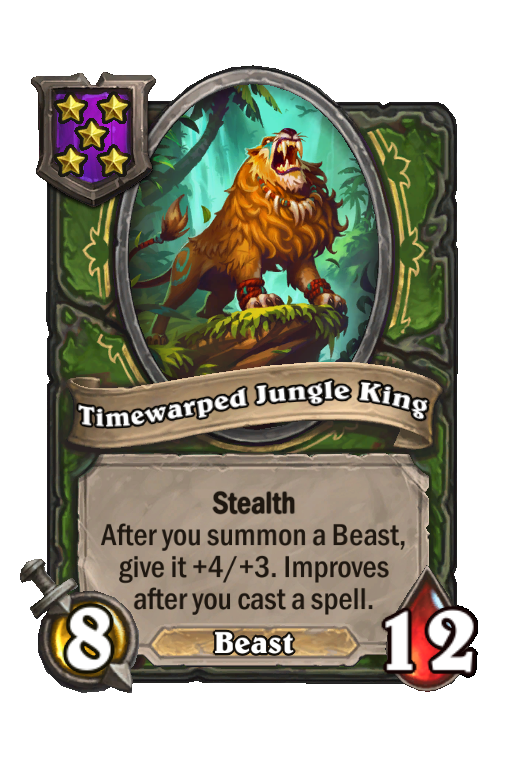 Timewarped Jungle King
Stealth
After you summon a Beast,
give it +4/+3. Improves
after you cast a spell.
8
Beast
12